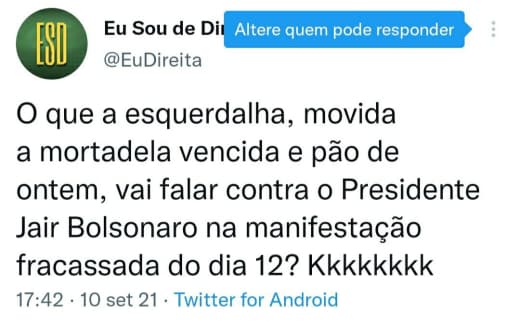 ESD
Eu Sou de Dir
Altere quem pode responder
@EuDireita
O que a esquerdalha, movida
a mortadela vencida e pão de
ontem, vai falar contra o Presidente
Jair Bolsonaro na manifestação
fracassada do dia 12? Kkkkkkkk
17:42 · 10 set 21 · Twitter for Android